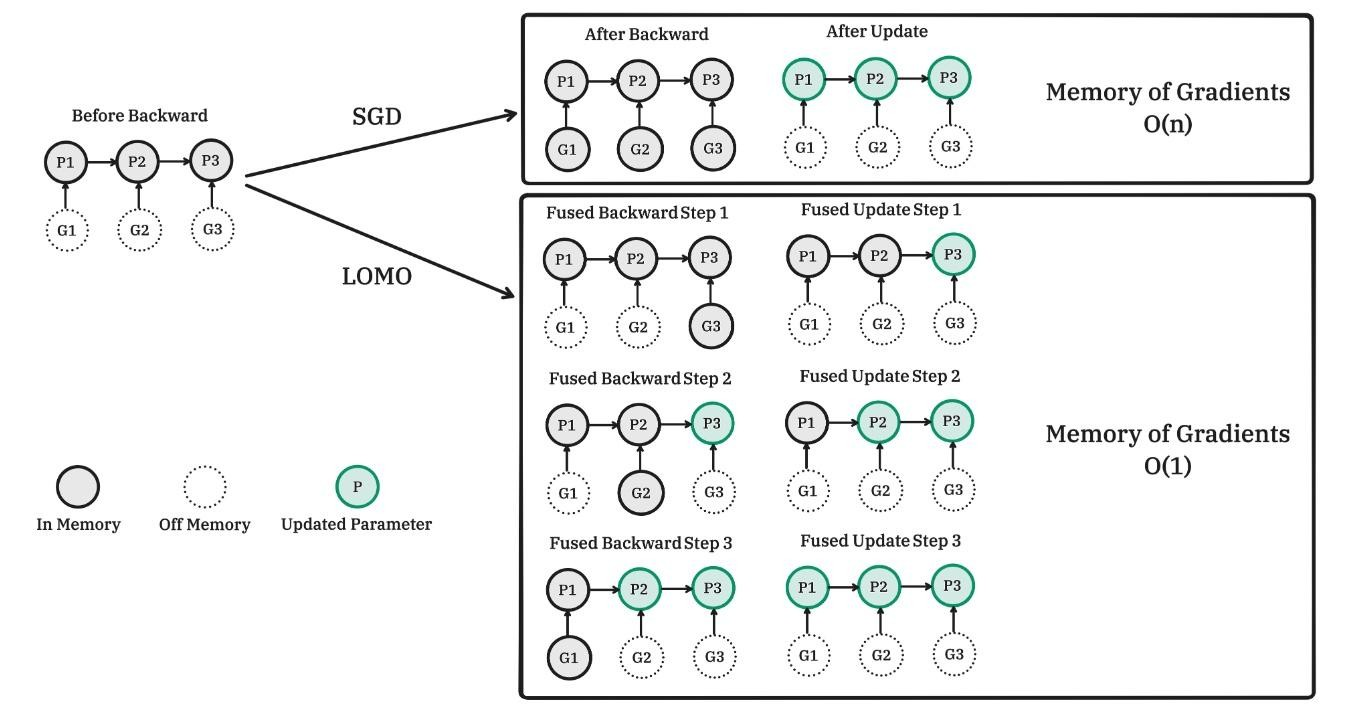 Before Backward
P1 P2 P3
G1 G2 G3
SGD
LOMO
In Memory
Off Memory
P
Updated Parameter
After Backward
P1 P2 P3
G1 G2 G3
After Update
P1 P2 P3
G1 G2 G3
Memory of Gradients
O(n)
Fused Backward Step 1
P1 P2 P3
G1 G2 G3
Fused Update Step 1
P1 P2 P3
G1 G2 G3
Fused Backward Step 2
P1 P2 P3
G1 G2 G3
Fused Update Step 2
P1 P2 P3
G1 G2 G3
Fused Backward Step 3
P1 P2 P3
G1 G2 G3
Fused Update Step 3
P1 P2 P3
G1 G2 G3
Memory of Gradients
O(1)